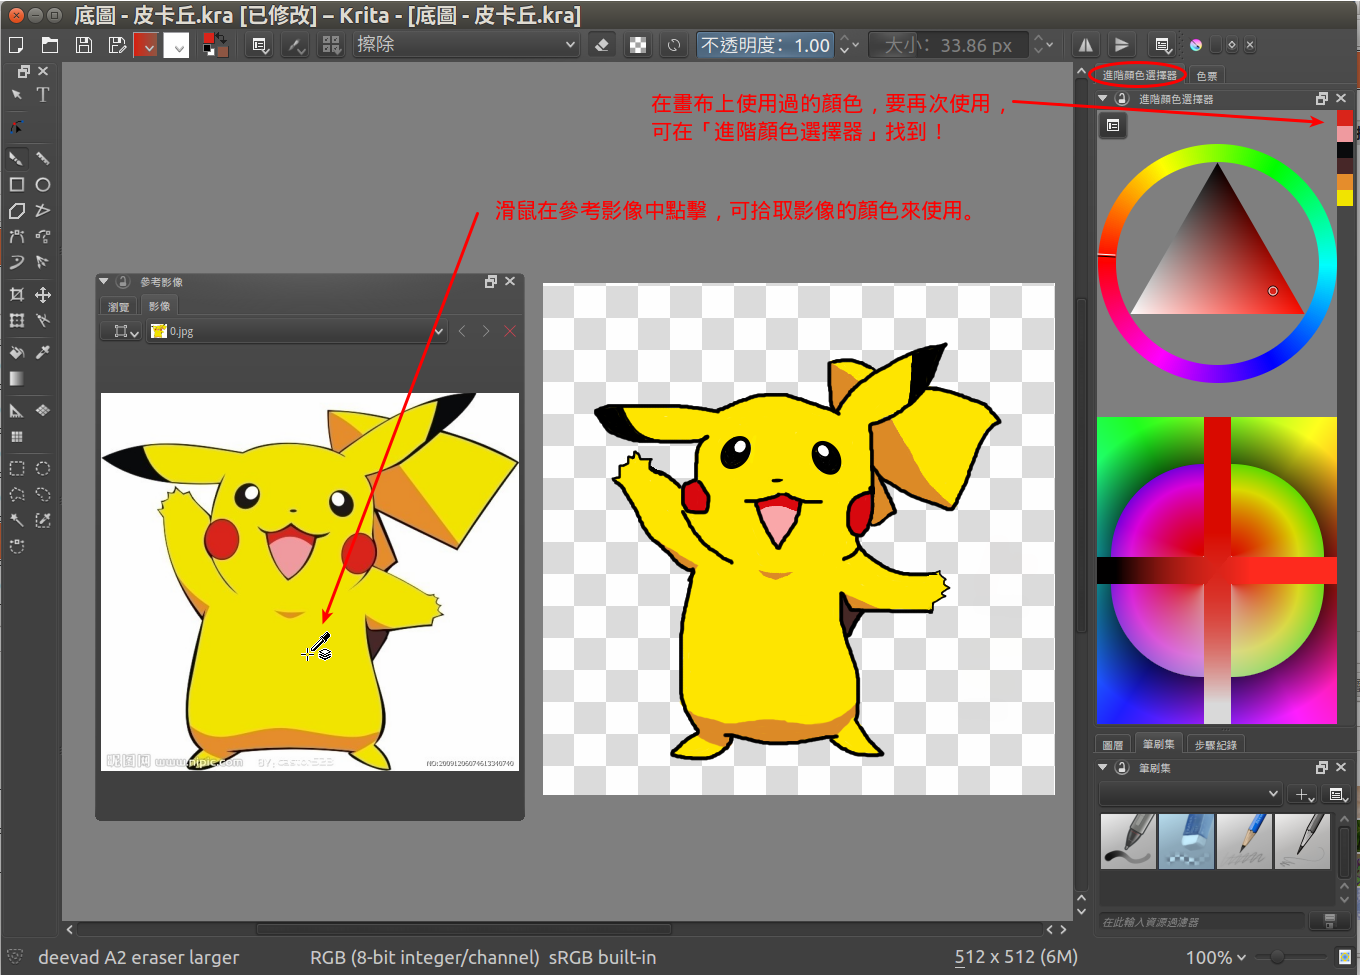 底圖 - 皮卡丘.kra [已修改] – Krita - [底圖 - 皮卡丘.kra]
擦除
不透明度: 1.00
大小: 33.86 px
進階顏色選擇器
色票
進階顏色選擇器
在畫布上使用過的顏色，要再次使用，
可在「進階顏色選擇器」找到！
滑鼠在參考影像中點擊，可拾取影像的顏色來使用。
參考影像
瀏覽
影像
0.jpg
昵图网 www.nipic.com
圖層
筆刷集
步驟紀錄
筆刷集
在此輸入資源過濾器
deevad A2 eraser larger
RGB (8-bit integer/channel) sRGB built-in
512 x 512 (6M)
100%